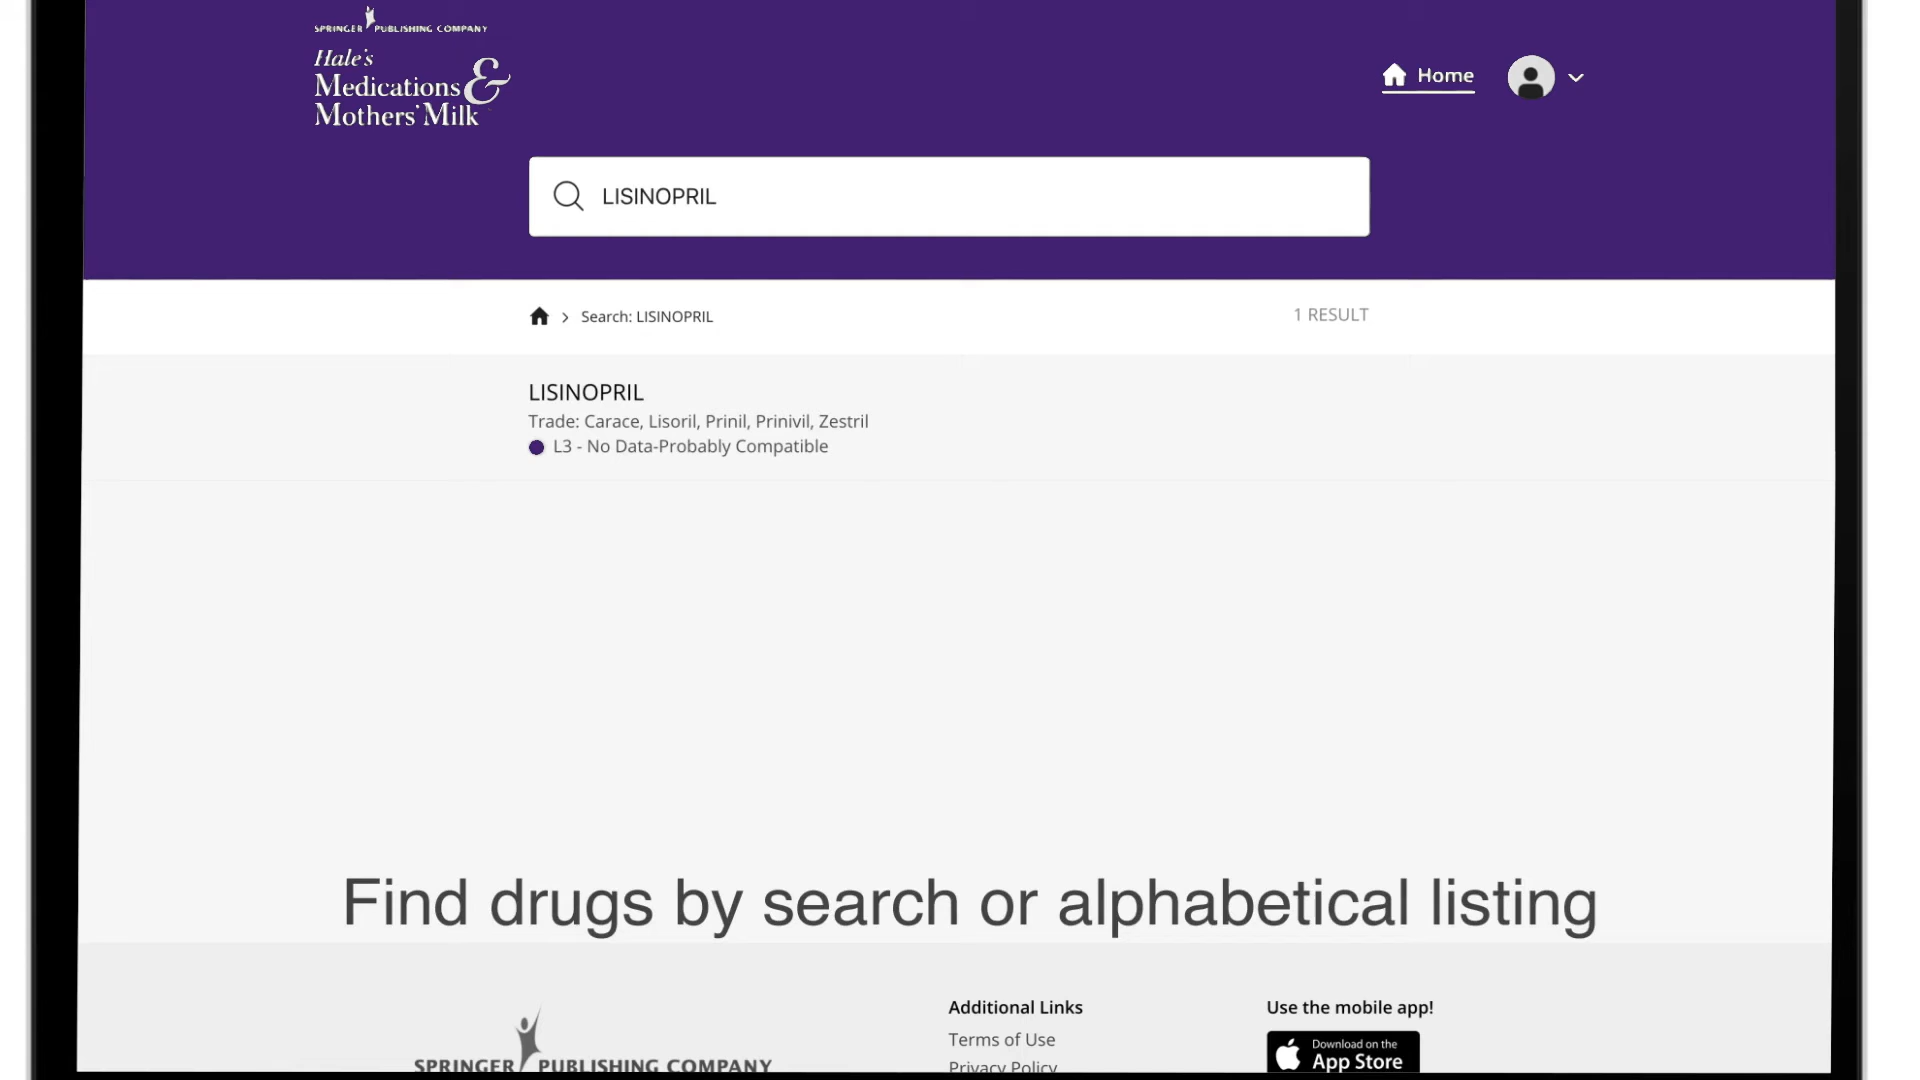 SPRINGER PUBLISHING COMPANY
Hale's
Medications &
Mothers' Milk
Home
LISINOPRIL
Search: LISINOPRIL
1 RESULT
LISINOPRIL
Trade: Carace, Lisoril, Prinil, Prinivil, Zestril
L3 - No Data-Probably Compatible
Find drugs by search or alphabetical listing
SPRINGER PUBLISHING COMPANY
Additional Links
Terms of Use
Privacy Policy
Use the mobile app!
Download on the
App Store